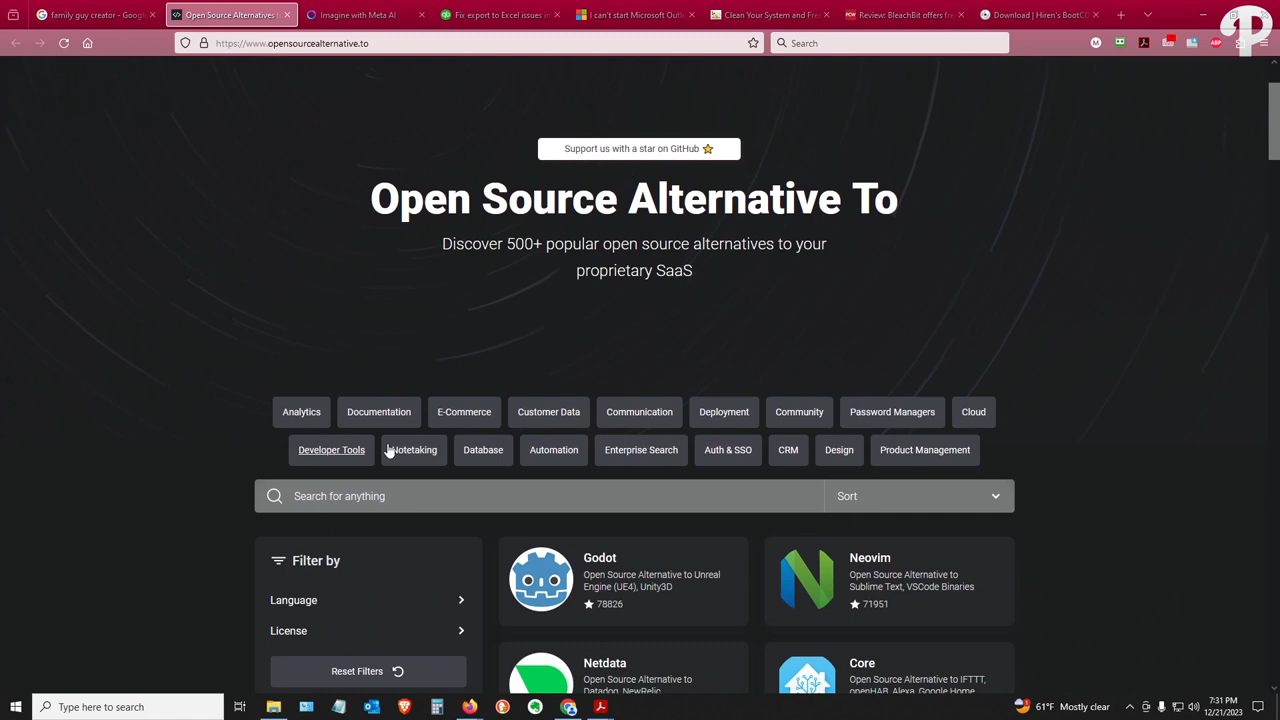 family guy creator - Google
Open Source Alternatives
Imagine with Meta AI
Fix export to Excel issues in
I can't start Microsoft Outl
Clean Your System and Fre
Review: BleachBit offers fre
Download | Hiren's BootCD
https://www.opensourcealternative.to
Search
Support us with a star on GitHub
Open Source Alternative To
Discover 500+ popular open source alternatives to your
proprietary SaaS
Analytics Documentation E-Commerce Customer Data Communication Deployment Community Password Managers Cloud
Developer Tools Notetaking Database Automation Enterprise Search Auth & SSO CRM Design Product Management
Search for anything
Sort
Filter by
Language
License
Reset Filters
Godot
Open Source Alternative to Unreal
Engine (UE4), Unity3D
78826
Neovim
Open Source Alternative to
Sublime Text, VSCode Binaries
71951
Netdata
Open Source Alternative to
Datadog, NewRelic
Core
Open Source Alternative to IFTTT,
openHAB, Alexa, Google Home
Type here to search
61°F Mostly clear
7:31 PM
12/21/2023